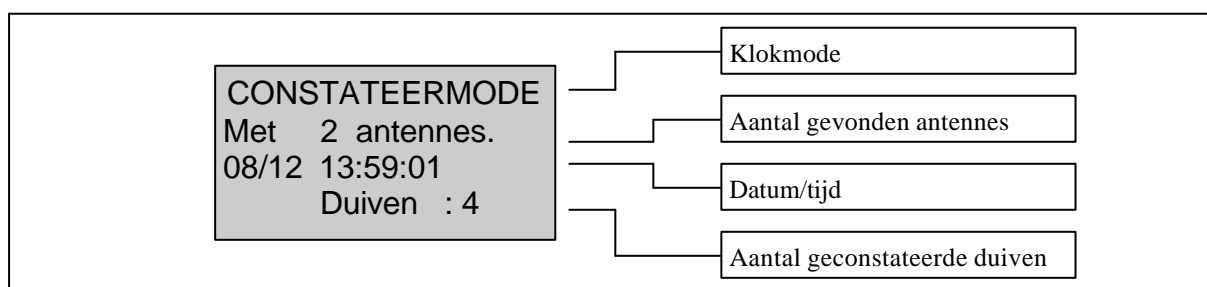 CONSTATEERMODE
Met 2 antennes.
08/12 13:59:01
Duiven : 4
Klokmode
Aantal gevonden antennes
Datum/tijd
Aantal geconstateerde duiven